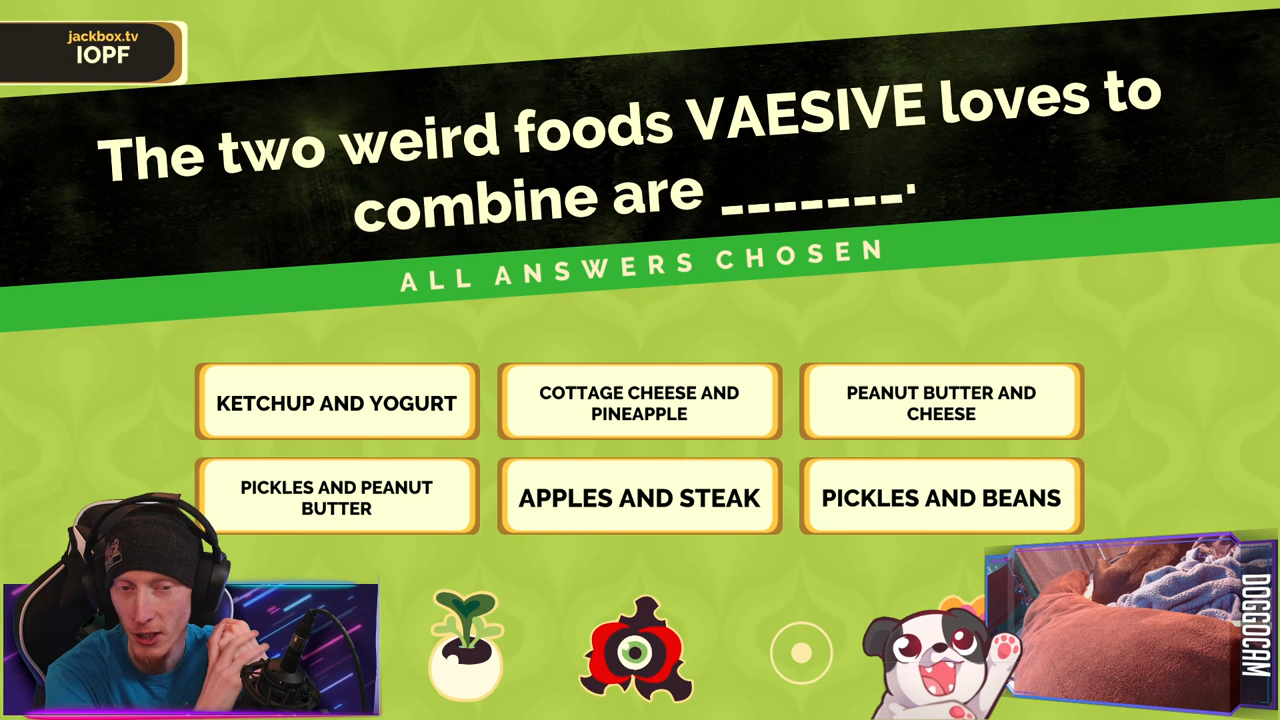 jackbox.tv
IOPF
The two weird foods VAESIVE loves to
combine are _______.
ALL ANSWERS CHOSEN
KETCHUP AND YOGURT
COTTAGE CHEESE AND
PINEAPPLE
PEANUT BUTTER AND
CHEESE
PICKLES AND PEANUT
BUTTER
APPLES AND STEAK
PICKLES AND BEANS
DOGGOCAM